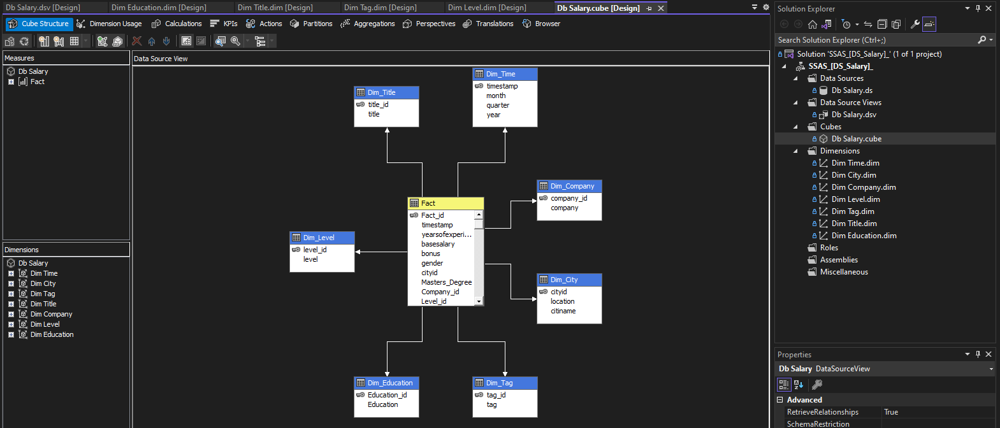 Db Salary.dsv [Design]
Dim Education.dim [Design]
Dim Title.dim [Design]
Dim Tag.dim [Design]
Dim Level.dim [Design]
Db Salary.cube [Design]
Cube Structure
Dimension Usage
Calculations
KPIs
Actions
Partitions
Aggregations
Perspectives
Translations
Browser
Measures
Db Salary
Fact
Dimensions
Db Salary
Dim Time
Dim City
Dim Tag
Dim Title
Dim Company
Dim Level
Dim Education
Data Source View
Dim_Title
title_id
title
Dim_Time
timestamp
month
quarter
year
Dim_Company
company_id
company
Fact
Fact_id
timestamp
yearsofexperi...
basesalary
bonus
gender
cityid
Masters_Degree
Company_id
Level_id
Dim_Level
level_id
level
Dim_City
cityid
location
citiname
Dim_Education
Education_id
Education
Dim_Tag
tag_id
tag
Solution Explorer
Search Solution Explorer (Ctrl+;)
Solution 'SSAS_[DS_Salary]_' (1 of 1 project)
SSAS_[DS_Salary]_
Data Sources
Db Salary.ds
Data Source Views
Db Salary.dsv
Cubes
Db Salary.cube
Dimensions
Dim Time.dim
Dim City.dim
Dim Company.dim
Dim Level.dim
Dim Tag.dim
Dim Title.dim
Dim Education.dim
Roles
Assemblies
Miscellaneous
Properties
Db Salary DataSourceView
Advanced
RetrieveRelationships True
SchemaRestriction